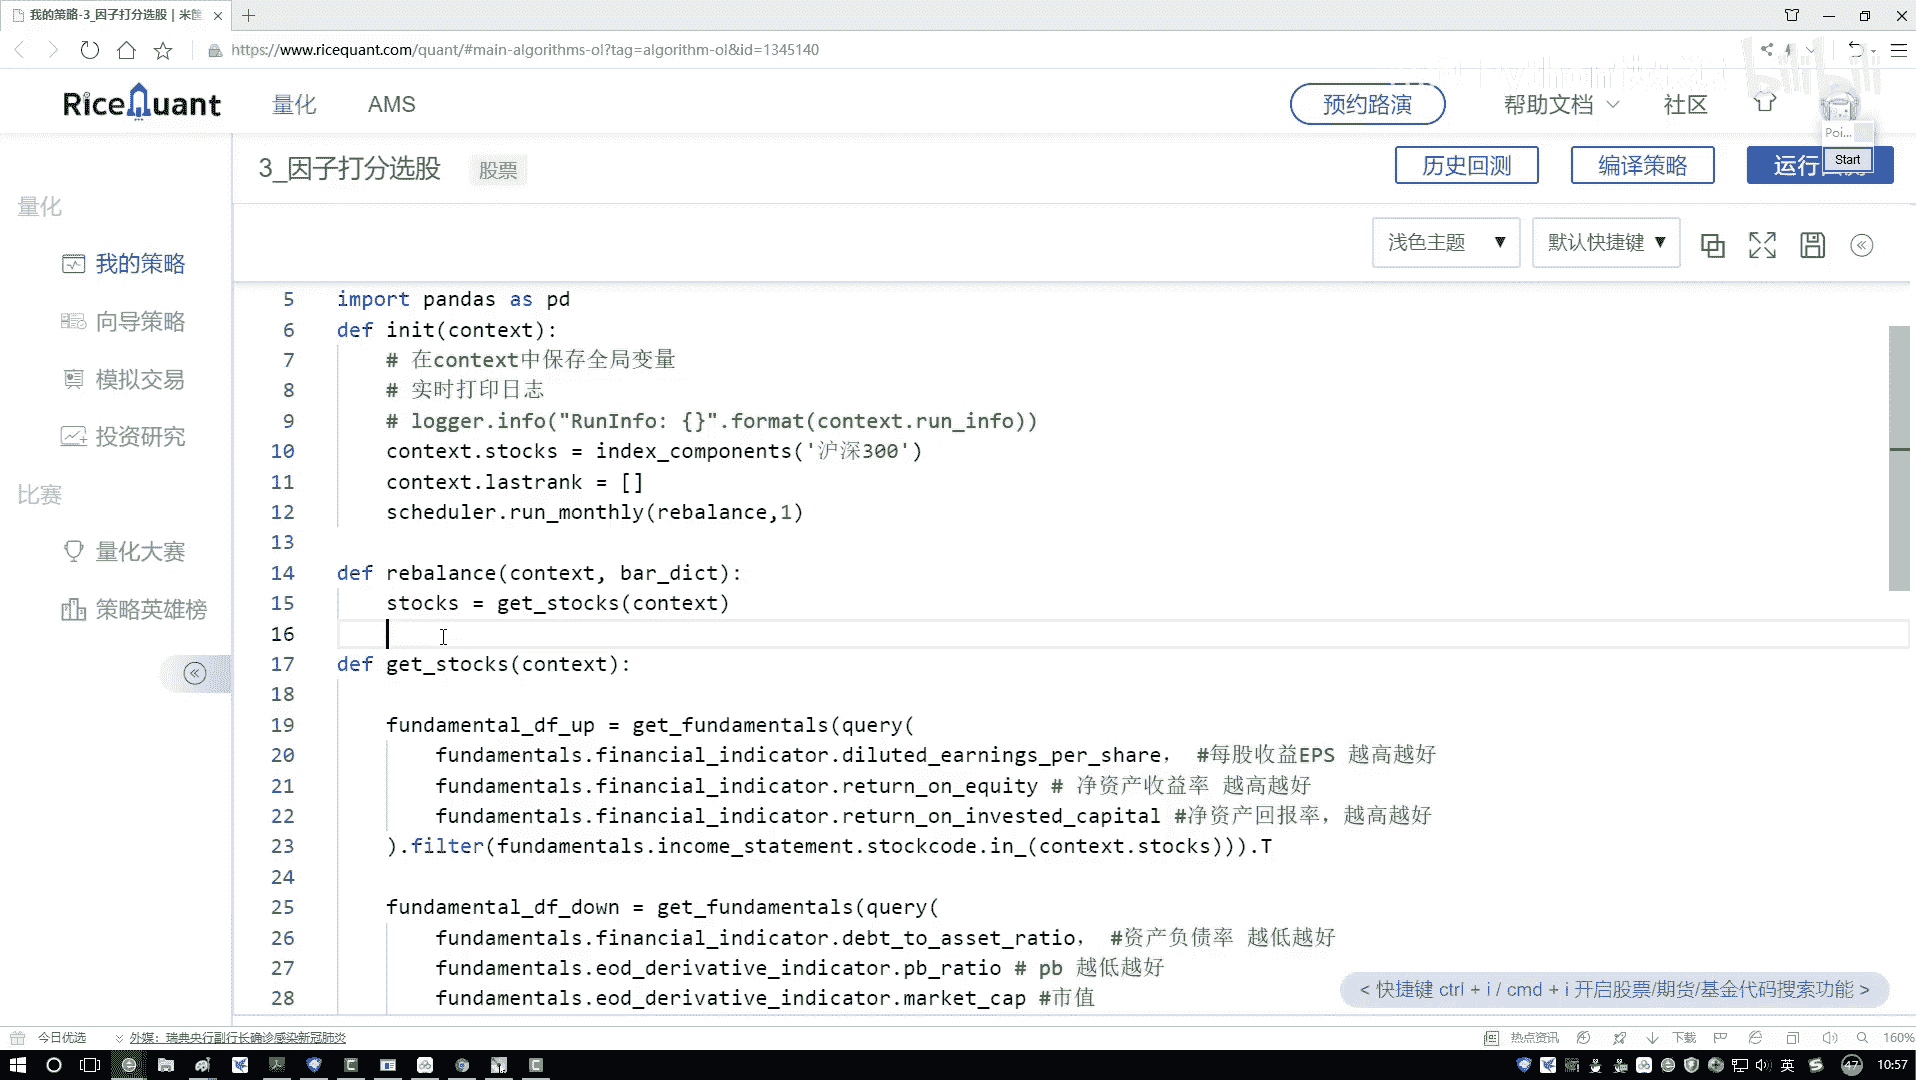 我的策略-3_因子打分选股 | 米筐
https://www.ricequant.com/quant/#main-algorithms-ol?tag=algorithm-ol&id=1345140
bilibili
RiceQuant 量化 AMS 预约路演 帮助文档 社区
Poi...
Start
3_因子打分选股 股票 历史回测 编译策略 运行
量化
浅色主题 ▼ 默认快捷键 ▼
我的策略
向导策略
模拟交易
投资研究
比赛
量化大赛
策略英雄榜
5 import pandas as pd
6 def init(context):
7 # 在context中保存全局变量
8 # 实时打印日志
9 # logger.info("RunInfo: {}".format(context.run_info))
10 context.stocks = index_components('沪深300')
11 context.lastrank = []
12 scheduler.run_monthly(rebalance,1)
13
14 def rebalance(context, bar_dict):
15 stocks = get_stocks(context)
16
17 def get_stocks(context):
18
19 fundamental_df_up = get_fundamentals(query(
20 fundamentals.financial_indicator.diluted_earnings_per_share， #每股收益EPS 越高越好
21 fundamentals.financial_indicator.return_on_equity # 净资产收益率 越高越好
22 fundamentals.financial_indicator.return_on_invested_capital #净资产回报率，越高越好
23 ).filter(fundamentals.income_statement.stockcode.in_(context.stocks))).T
24
25 fundamental_df_down = get_fundamentals(query(
26 fundamentals.financial_indicator.debt_to_asset_ratio， #资产负债率 越低越好
27 fundamentals.eod_derivative_indicator.pb_ratio # pb 越低越好
28 fundamentals.eod_derivative_indicator.market_cap #市值
< 快捷键 ctrl + i / cmd + i 开启股票/期货/基金代码搜索功能 >
今日优选 外媒：瑞典央行副行长确诊感染新冠肺炎 热点资讯 下载 160%
英 47 10:57